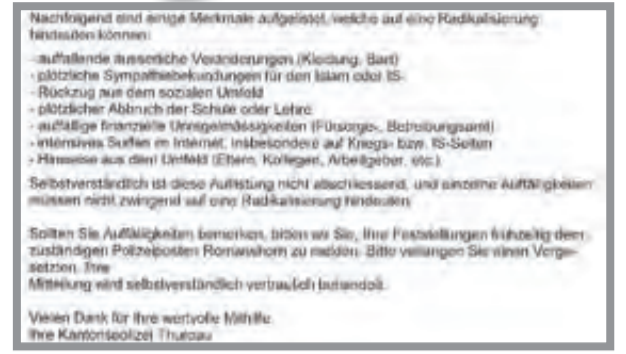 Nachfolgend sind einige Merkmale aufgelistet, welche auf eine Radikalisierung
hindeuten können:
- auffallende äusserliche Veränderungen (Kleidung, Bart)
- plötzliche Sympathiebekundungen für den Islam oder IS-
- Rückzug aus dem sozialen Umfeld
- plötzlicher Abbruch der Schule oder Lehre
- auffällige finanzielle Unregelmässigkeiten (Fürsorge-, Betreibungsamt)
- intensives Surfen im Internet, insbesondere auf Kriegs- bzw. IS-Seiten
- Hinweise aus dem Umfeld (Eltern, Kollegen, Arbeitgeber, etc.)
Selbstverständlich ist diese Auflistung nicht abschliessend, und einzelne Auffälligkeiten
müssen nicht zwingend auf eine Radikalisierung hindeuten.
Sollten Sie Auffälligkeiten bemerken, bitten wir Sie, Ihre Feststellungen frühzeitig dem
zuständigen Polizeiposten Romanshorn zu melden. Bitte verlangen Sie einen Vorge-
setzten. Ihre
Mitteilung wird selbstverständlich vertraulich behandelt.
Vielen Dank für Ihre wertvolle Mithilfe.
Ihre Kantonspolizei Thurgau